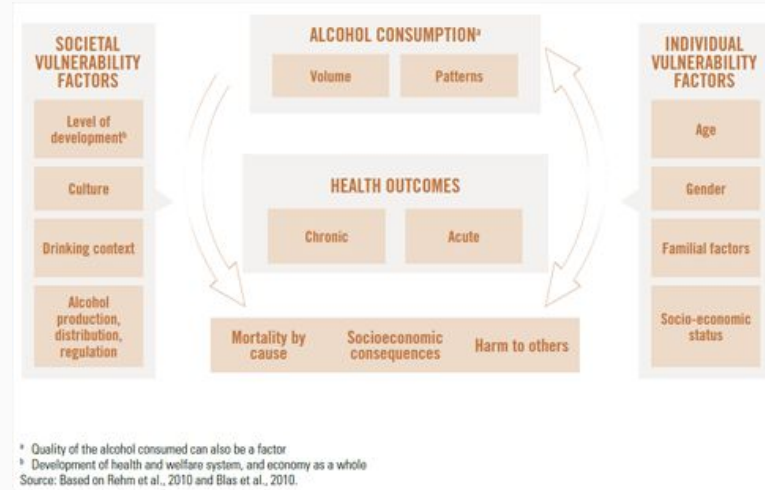 SOCIETAL
VULNERABILITY
FACTORS
Level of
developmentᵇ
Culture
Drinking context
Alcohol
production,
distribution,
regulation
ALCOHOL CONSUMPTIONᵃ
Volume
Patterns
HEALTH OUTCOMES
Chronic
Acute
Mortality by
cause
Socioeconomic
consequences
Harm to others
INDIVIDUAL
VULNERABILITY
FACTORS
Age
Gender
Familial factors
Socio-economic
status
ᵃ Quality of the alcohol consumed can also be a factor
ᵇ Development of health and welfare system, and economy as a whole
Source: Based on Rehm et al., 2010 and Blas et al., 2010.